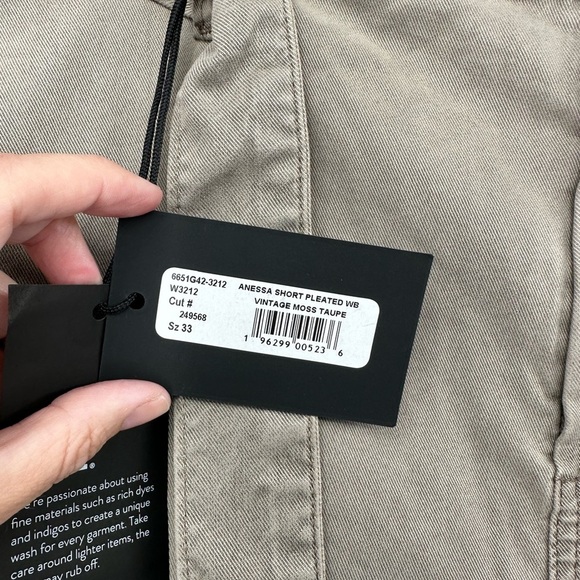 6651G42-3212 ANESSA SHORT PLEATED WB
W3212 VINTAGE MOSS TAUPE
Cut #
249568
Sz 33
1 96299 00523 6
®
re passionate about using
fine materials such as rich dyes
and indigos to create a unique
wash for every garment. Take
care around lighter items, the
may rub off.